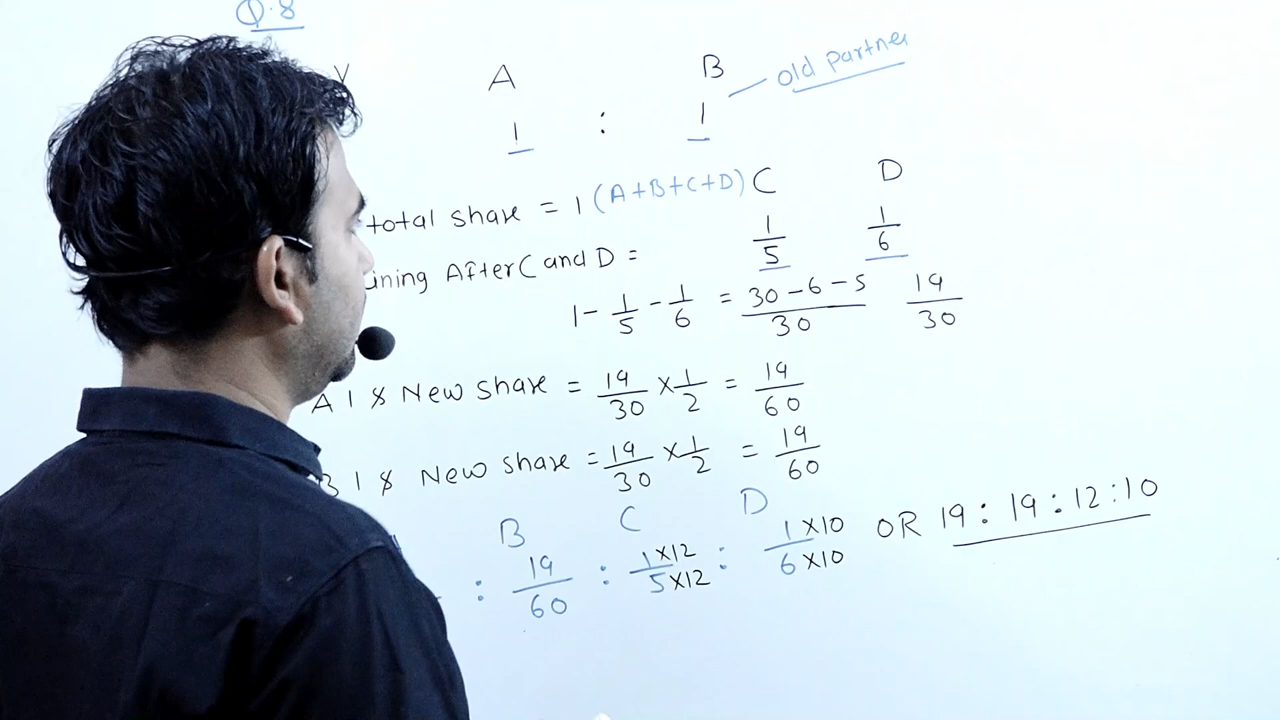 Q.8
A B old partner
1 : 1
total share = 1 (A+B+C+D) C D
1/5 1/6
After C and D =
1 - 1/5 - 1/6 = 30-6-5/30 19/30
A's New share = 19/30 × 1/2 = 19/60
B's New share = 19/30 × 1/2 = 19/60
B C D
: 19/60 : 1×12/5×12 : 1×10/6×10 OR 19 : 19 : 12 : 10